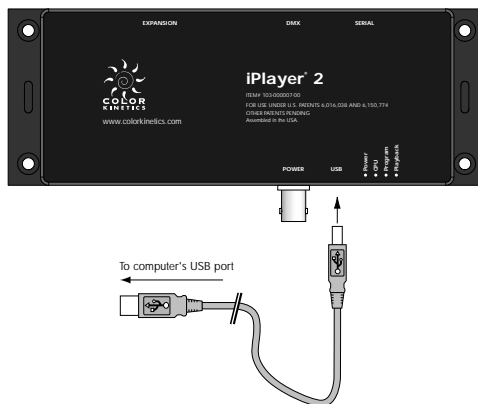 EXPANSION DMX SERIAL
COLOR
KINETICS
www.colorkinetics.com
iPlayer® 2
ITEM# 103-000007-00
FOR USE UNDER U.S. PATENTS 6,016,038 AND 6,150,774
OTHER PATENTS PENDING
Assembled in the USA.
POWER USB
Power
CPU
Program
Playback
To computer's USB port